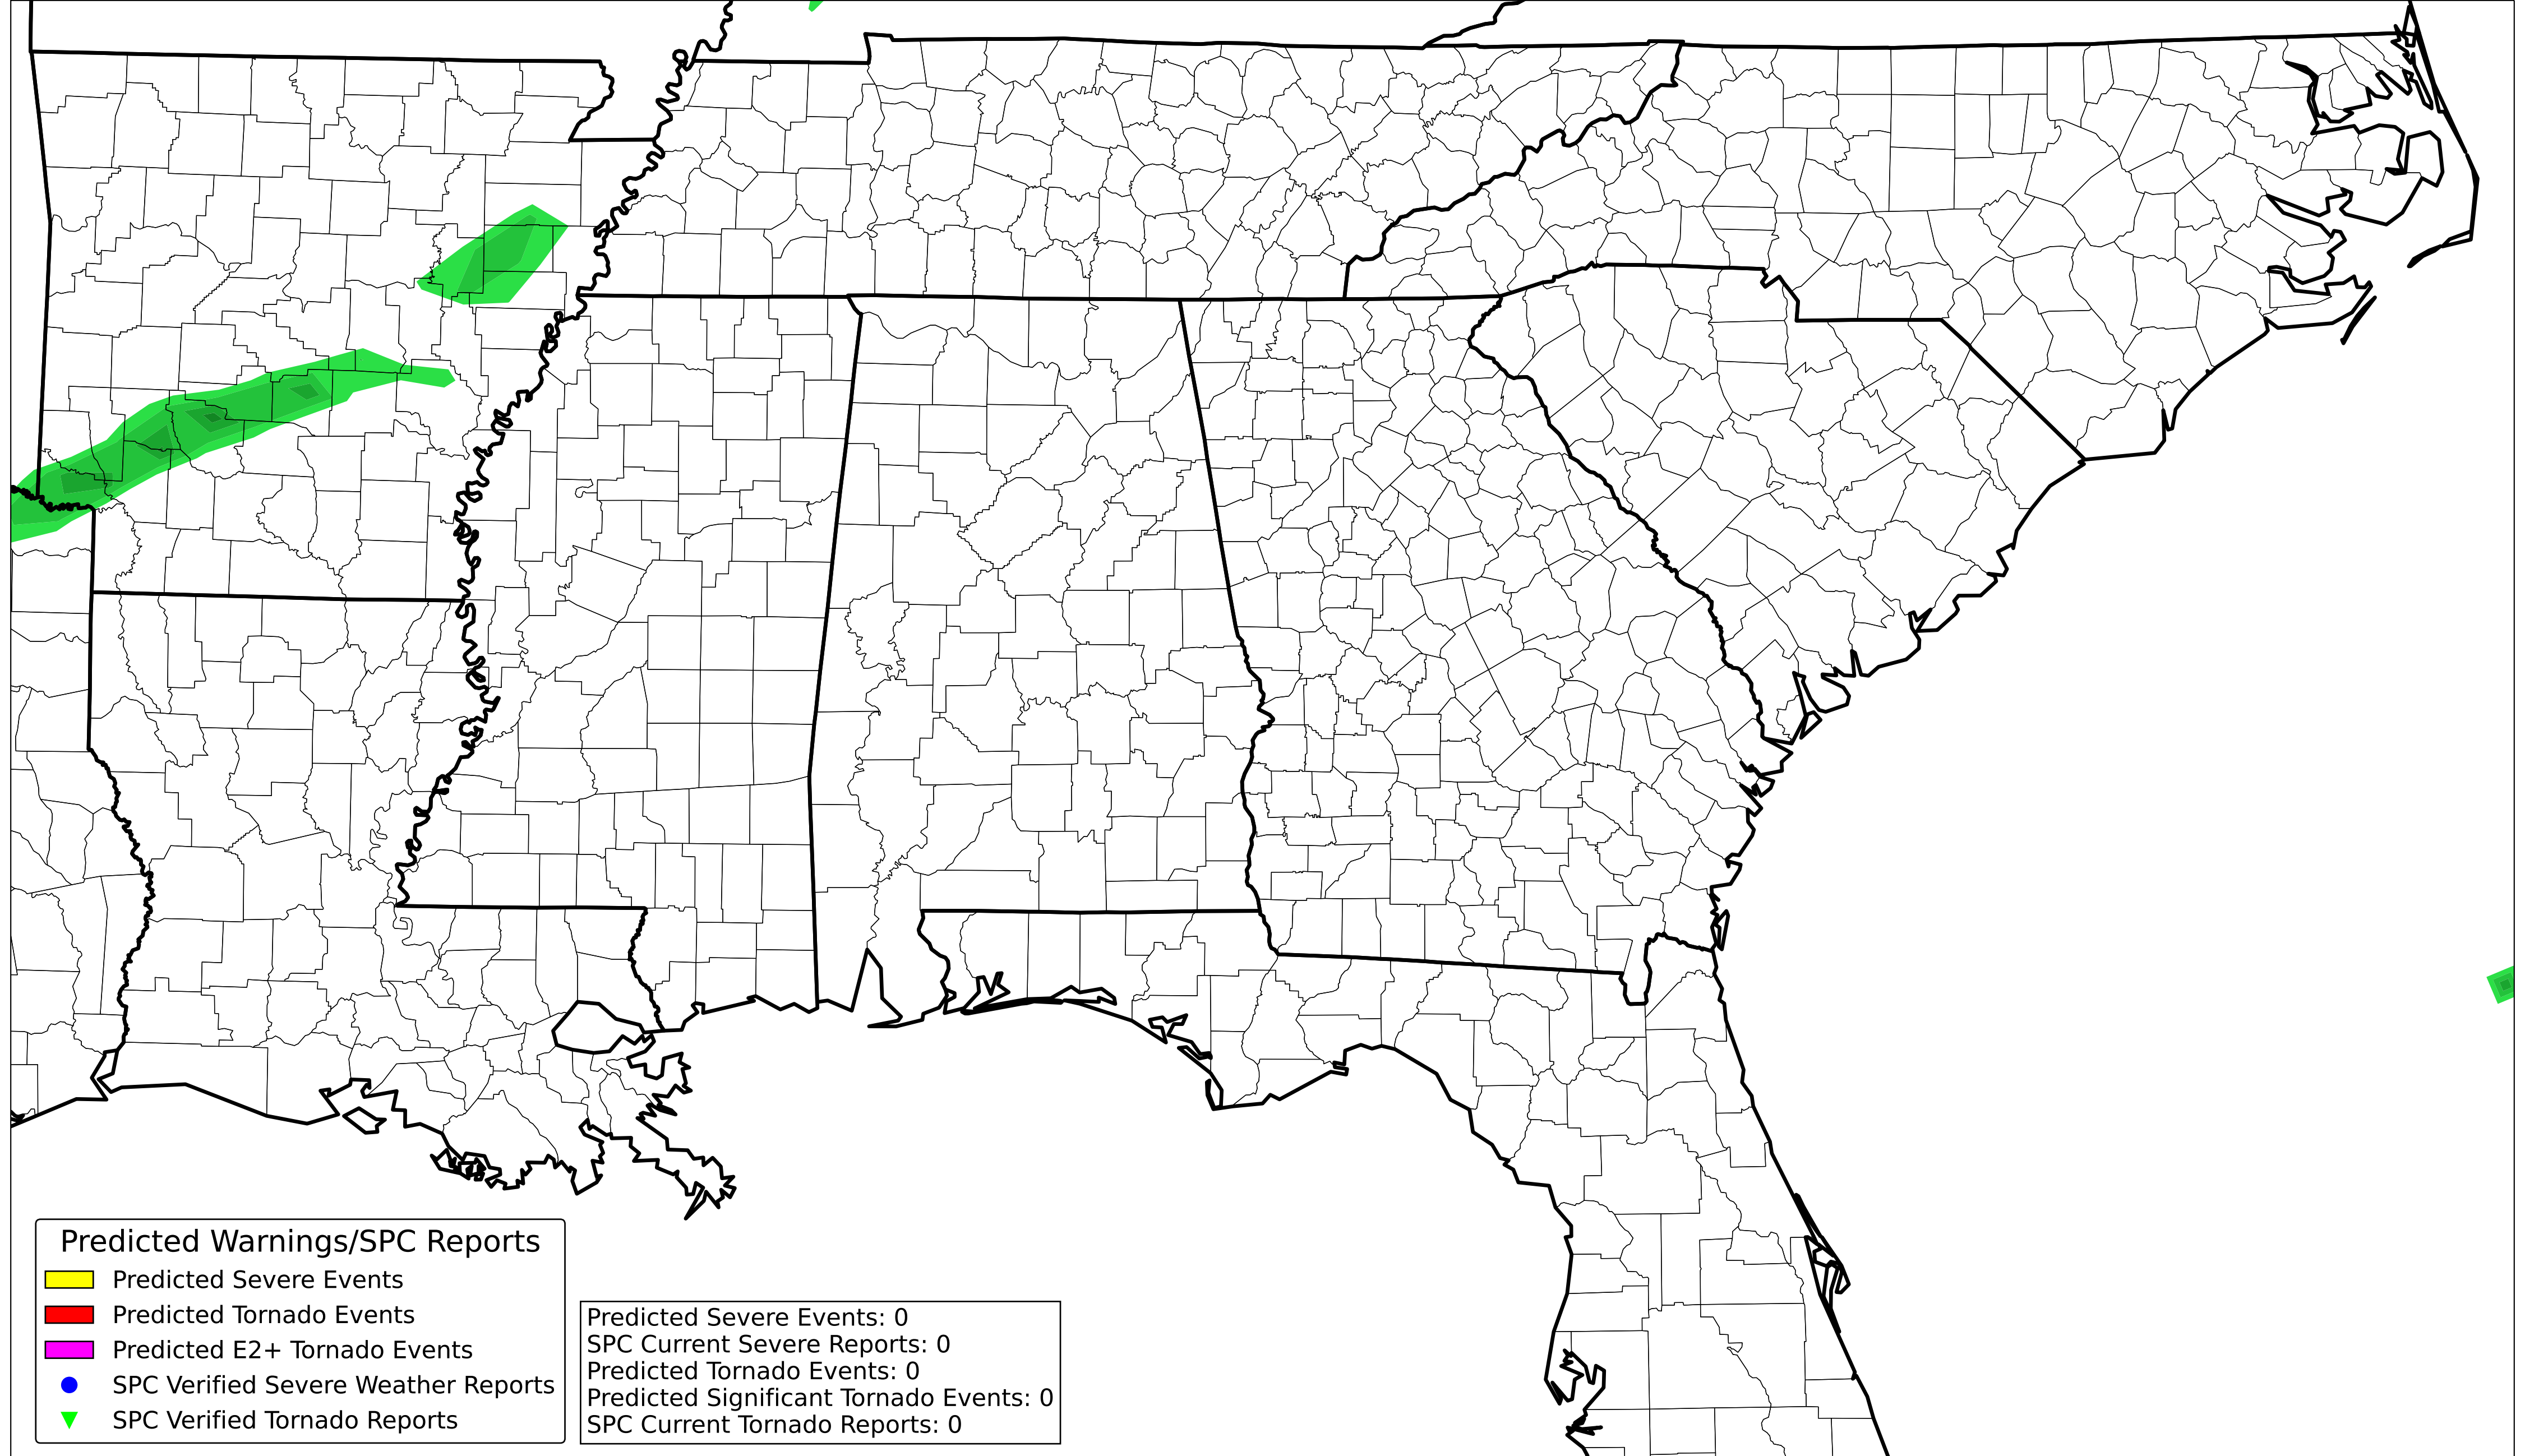 Predicted Warnings/SPC Reports
Predicted Severe Events
Predicted Tornado Events
Predicted E2+ Tornado Events
SPC Verified Severe Weather Reports
SPC Verified Tornado Reports
Predicted Severe Events: 0
SPC Current Severe Reports: 0
Predicted Tornado Events: 0
Predicted Significant Tornado Events: 0
SPC Current Tornado Reports: 0